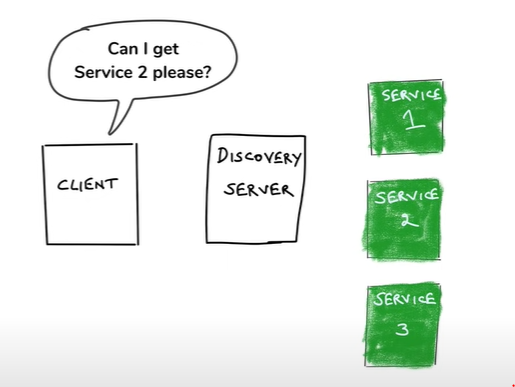 Can I get
Service 2 please?
CLIENT
DISCOVERY
SERVER
SERVICE
1
SERVICE
2
SERVICE
3